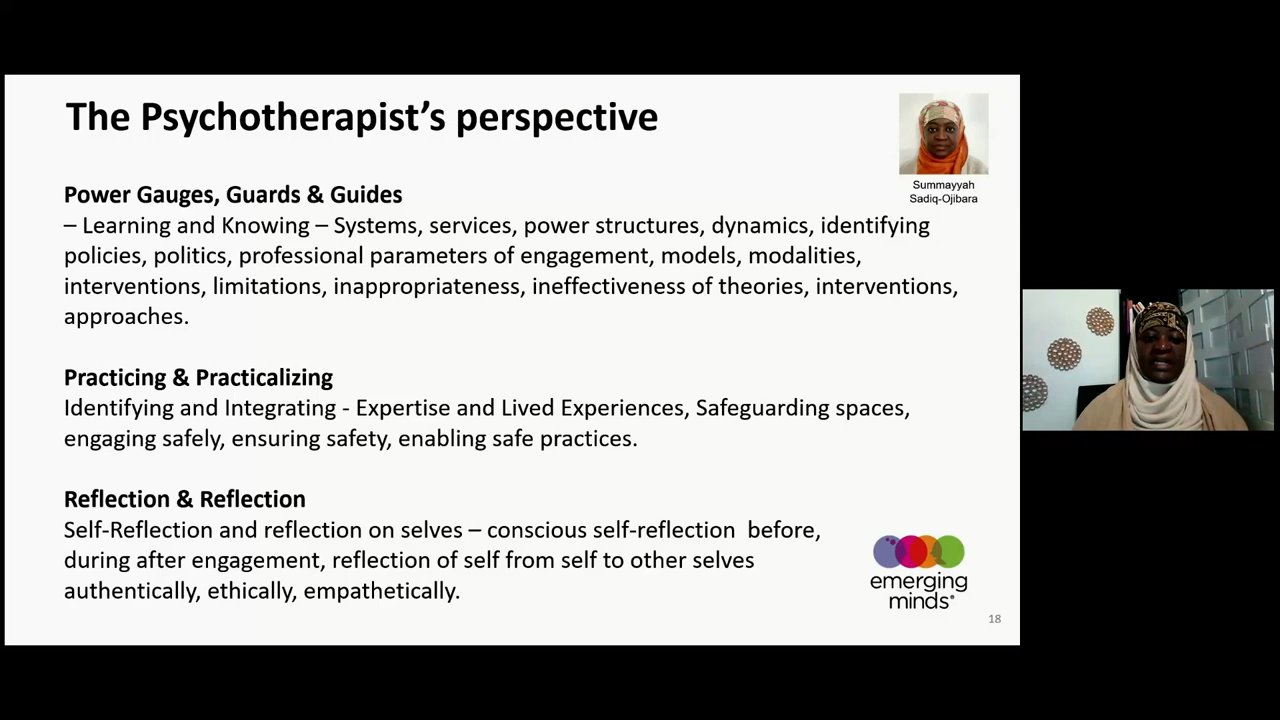 The Psychotherapist’s perspective
Summayyah
Sadiq-Ojibara
Power Gauges, Guards & Guides
– Learning and Knowing – Systems, services, power structures, dynamics, identifying
policies, politics, professional parameters of engagement, models, modalities,
interventions, limitations, inappropriateness, ineffectiveness of theories, interventions,
approaches.
Practicing & Practicalizing
Identifying and Integrating - Expertise and Lived Experiences, Safeguarding spaces,
engaging safely, ensuring safety, enabling safe practices.
Reflection & Reflection
Self-Reflection and reflection on selves – conscious self-reflection  before,
during after engagement, reflection of self from self to other selves
authentically, ethically, empathetically.
emerging
minds®
18